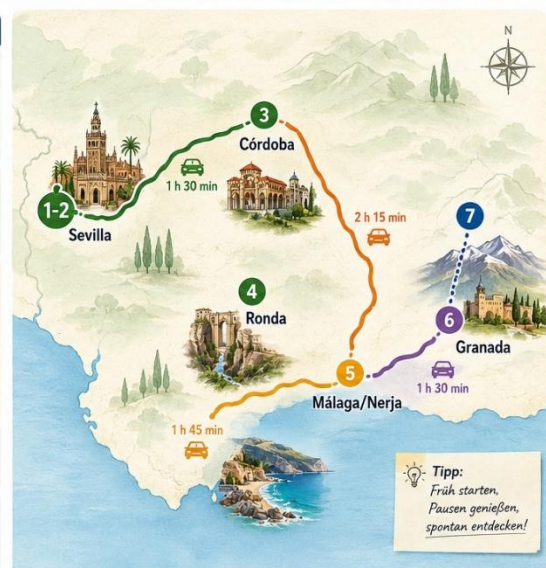 N
3
Córdoba
1 h 30 min
1-2
Sevilla
2 h 15 min
7
4
Ronda
6
Granada
5
Málaga/Nerja
1 h 30 min
1 h 45 min
Tipp:
Früh starten,
Pausen genießen,
spontan entdecken!